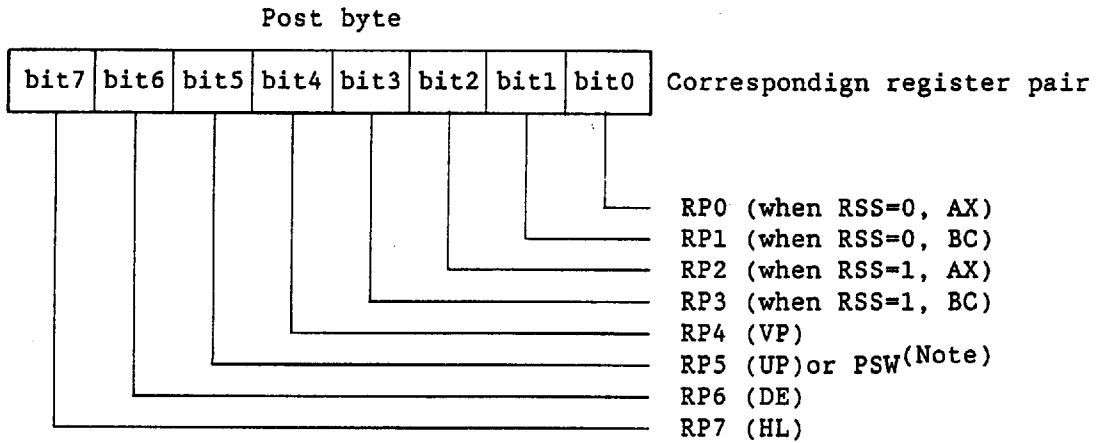 Post byte
bit7 bit6 bit5 bit4 bit3 bit2 bit1 bit0 Correspondign register pair
RP0 (when RSS=0, AX)
RP1 (when RSS=0, BC)
RP2 (when RSS=1, AX)
RP3 (when RSS=1, BC)
RP4 (VP)
RP5 (UP)or PSW(Note)
RP6 (DE)
RP7 (HL)